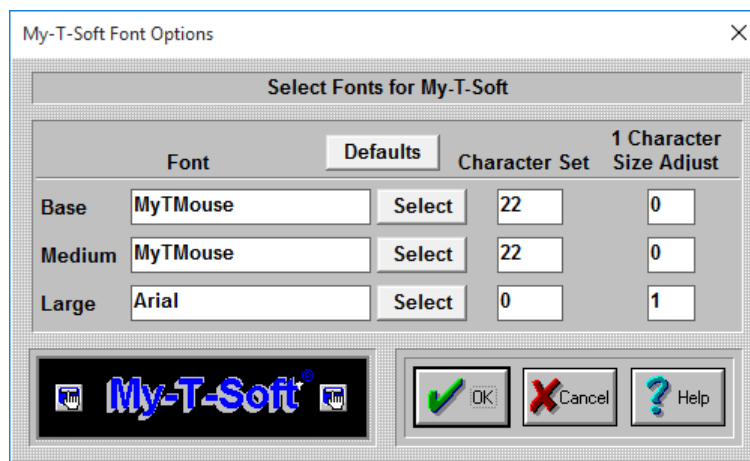 My-T-Soft Font Options
Select Fonts for My-T-Soft
Font Defaults Character Set 1 Character Size Adjust
Base MyTMouse Select 22 0
Medium MyTMouse Select 22 0
Large Arial Select 0 1
My-T-Soft® OK Cancel Help